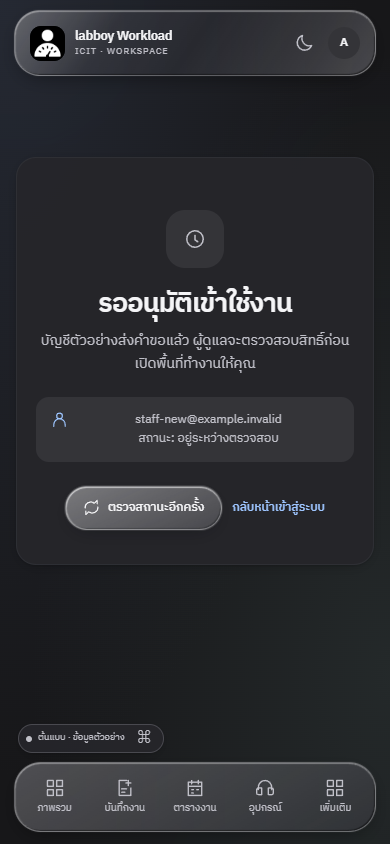 labboy Workload
ICIT · WORKSPACE
A
รออนุมัติเข้าใช้งาน
บัญชีตัวอย่างส่งคำขอแล้ว ผู้ดูแลจะตรวจสอบสิทธิ์ก่อน
เปิดพื้นที่ทำงานให้คุณ
staff-new@example.invalid
สถานะ: อยู่ระหว่างตรวจสอบ
ตรวจสถานะอีกครั้ง
กลับหน้าเข้าสู่ระบบ
ต้นแบบ · ข้อมูลตัวอย่าง ⌘
ภาพรวม
บันทึกงาน
ตารางงาน
อุปกรณ์
เพิ่มเติม